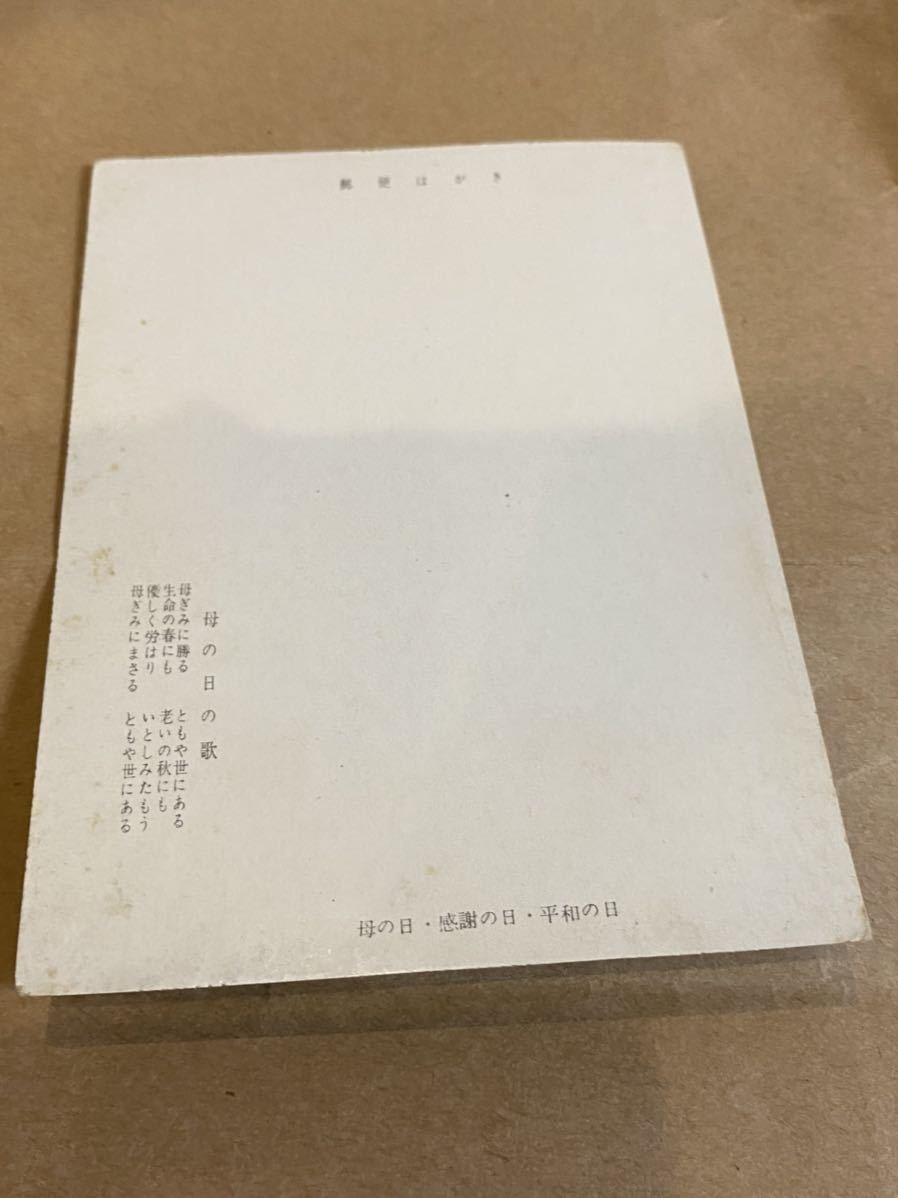 郵便はがき
母の日の歌
母ぎみに勝る ともや世にある
生命の春にも 老いの秋にも
優しく労はり いとしみたもう
母ぎみにまさる ともや世にある
母の日・感謝の日・平和の日